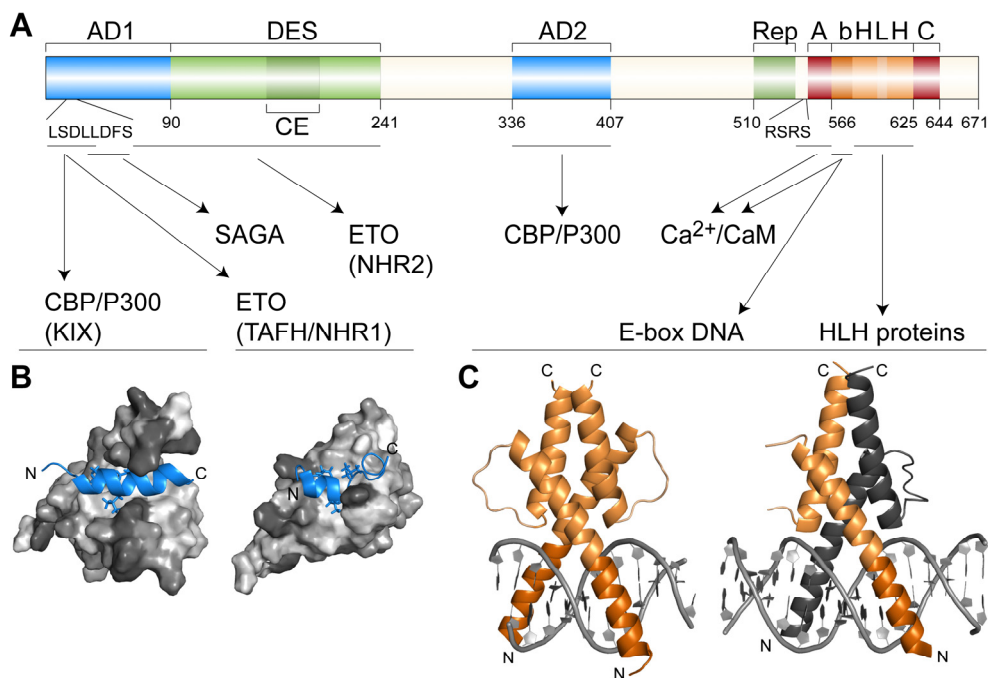 A
AD1 DES AD2 Rep A bHLH C
LSDLLDFS 90 CE 241 336 407 510 RSRS 566 625 644 671
SAGA ETO CBP/P300 Ca2+/CaM
(NHR2)
CBP/P300 ETO E-box DNA HLH proteins
(KIX) (TAFH/NHR1)
B C
C C C C
N C N C
N N N